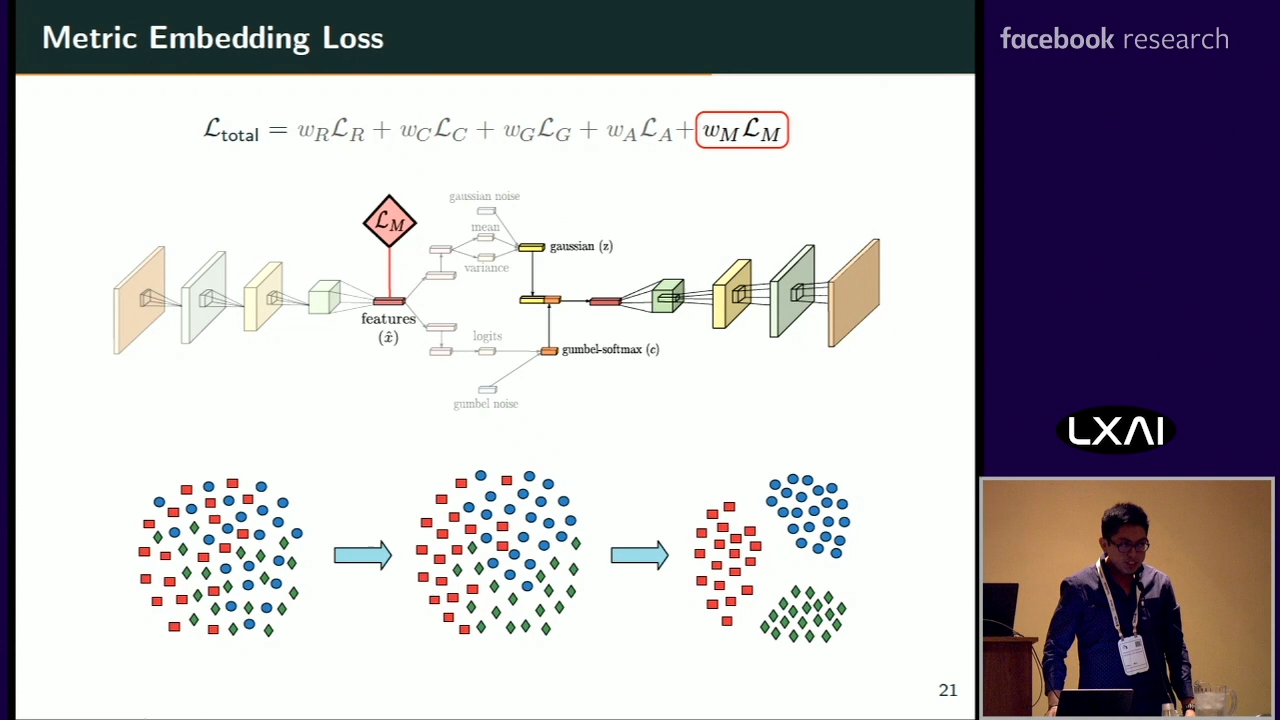 Metric Embedding Loss
facebook research
ℒtotal = wRℒR + wCℒC + wGℒG + wAℒA+ wMℒM
gaussian noise
ℒM
mean
gaussian (z)
variance
features
(x̂)
logits
gumbel-softmax (c)
gumbel noise
LXAI
21